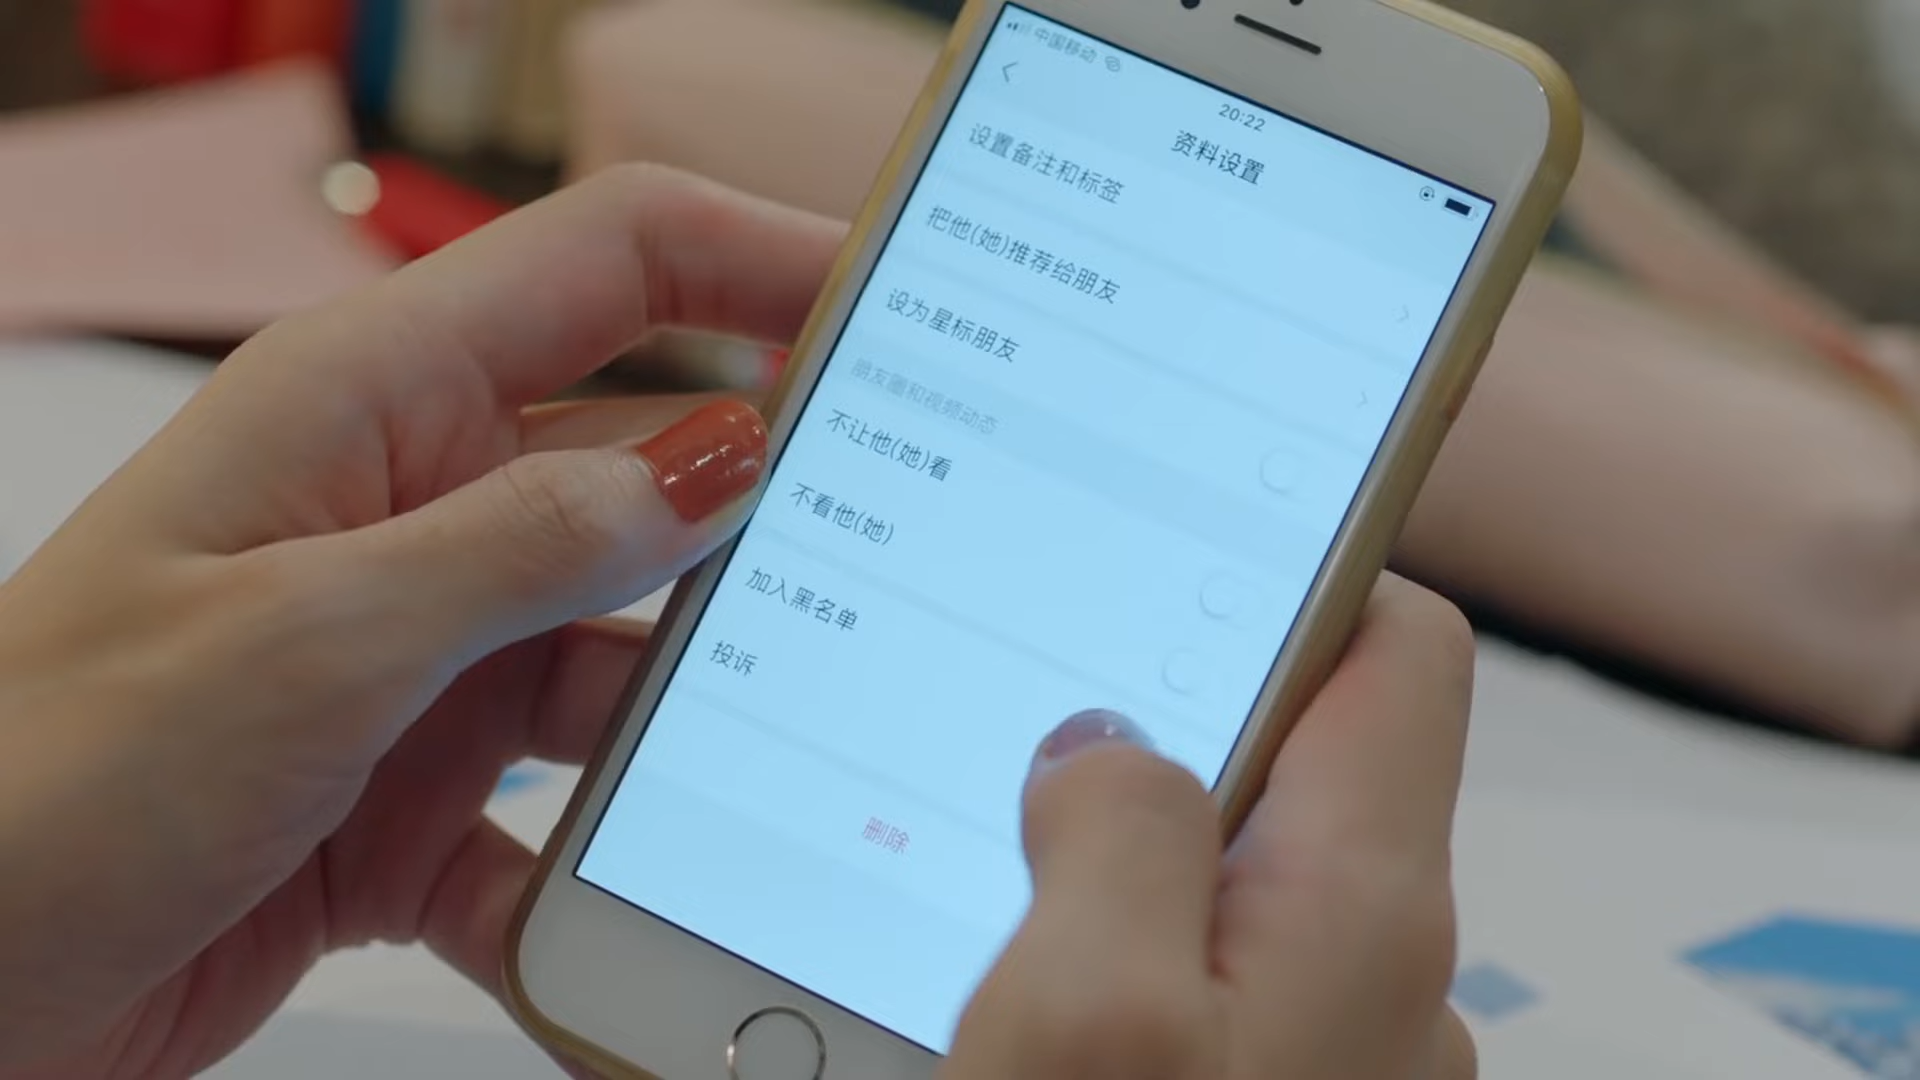 中国移动
20:22
资料设置
设置备注和标签
把他(她)推荐给朋友
设为星标朋友
朋友圈和视频动态
不让他(她)看
不看他(她)
加入黑名单
投诉
删除